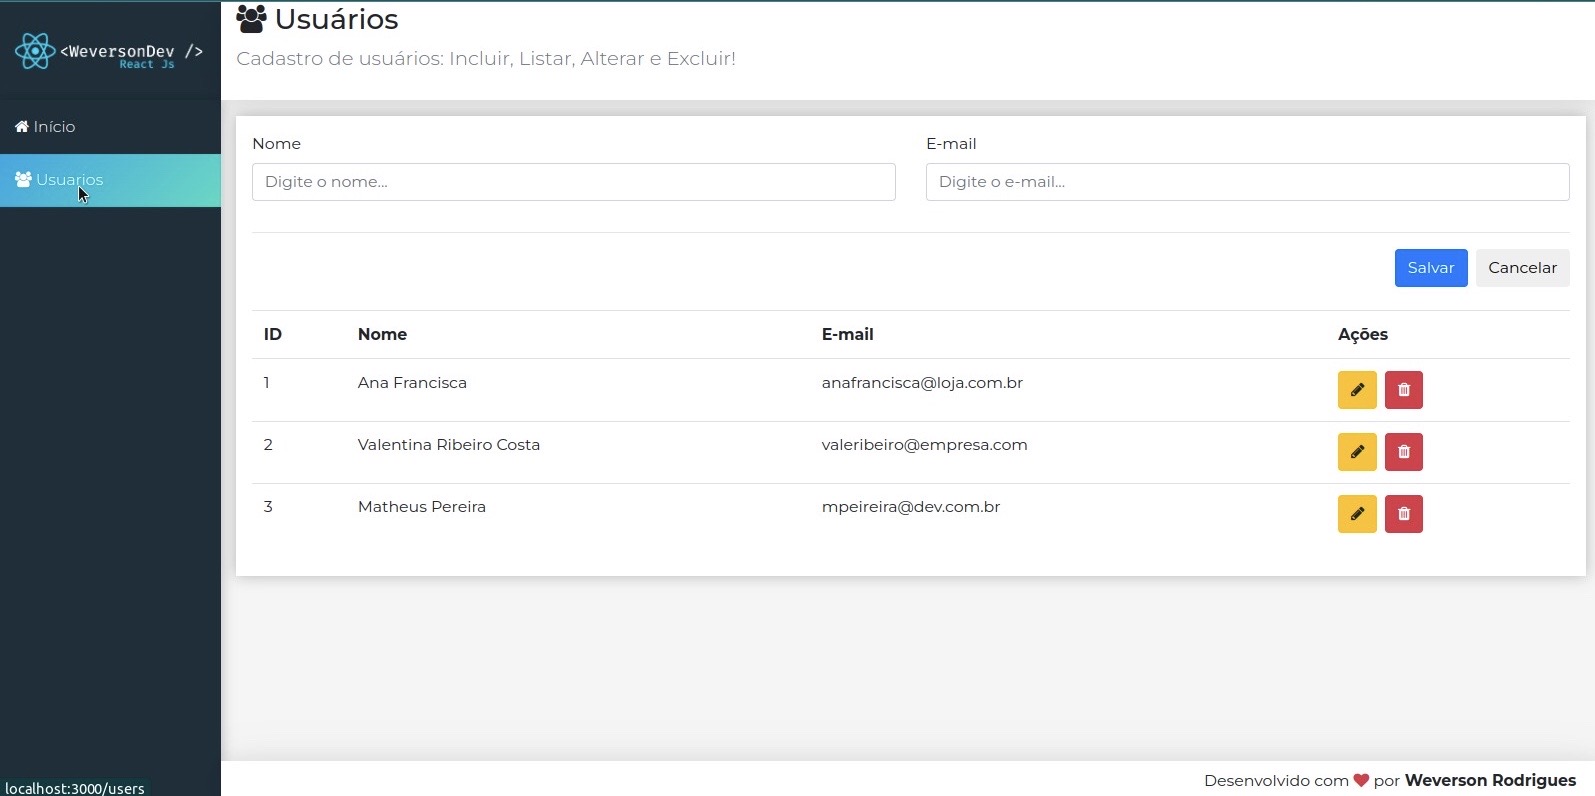 <WeversonDev />
React Js
Início
Usuarios
Usuários
Cadastro de usuários: Incluir, Listar, Alterar e Excluir!
Nome E-mail
Digite o nome... Digite o e-mail...
Salvar Cancelar
ID Nome E-mail Ações
1 Ana Francisca anafrancisca@loja.com.br
2 Valentina Ribeiro Costa valeribeiro@empresa.com
3 Matheus Pereira mpeireira@dev.com.br
Desenvolvido com ❤ por Weverson Rodrigues
localhost:3000/users